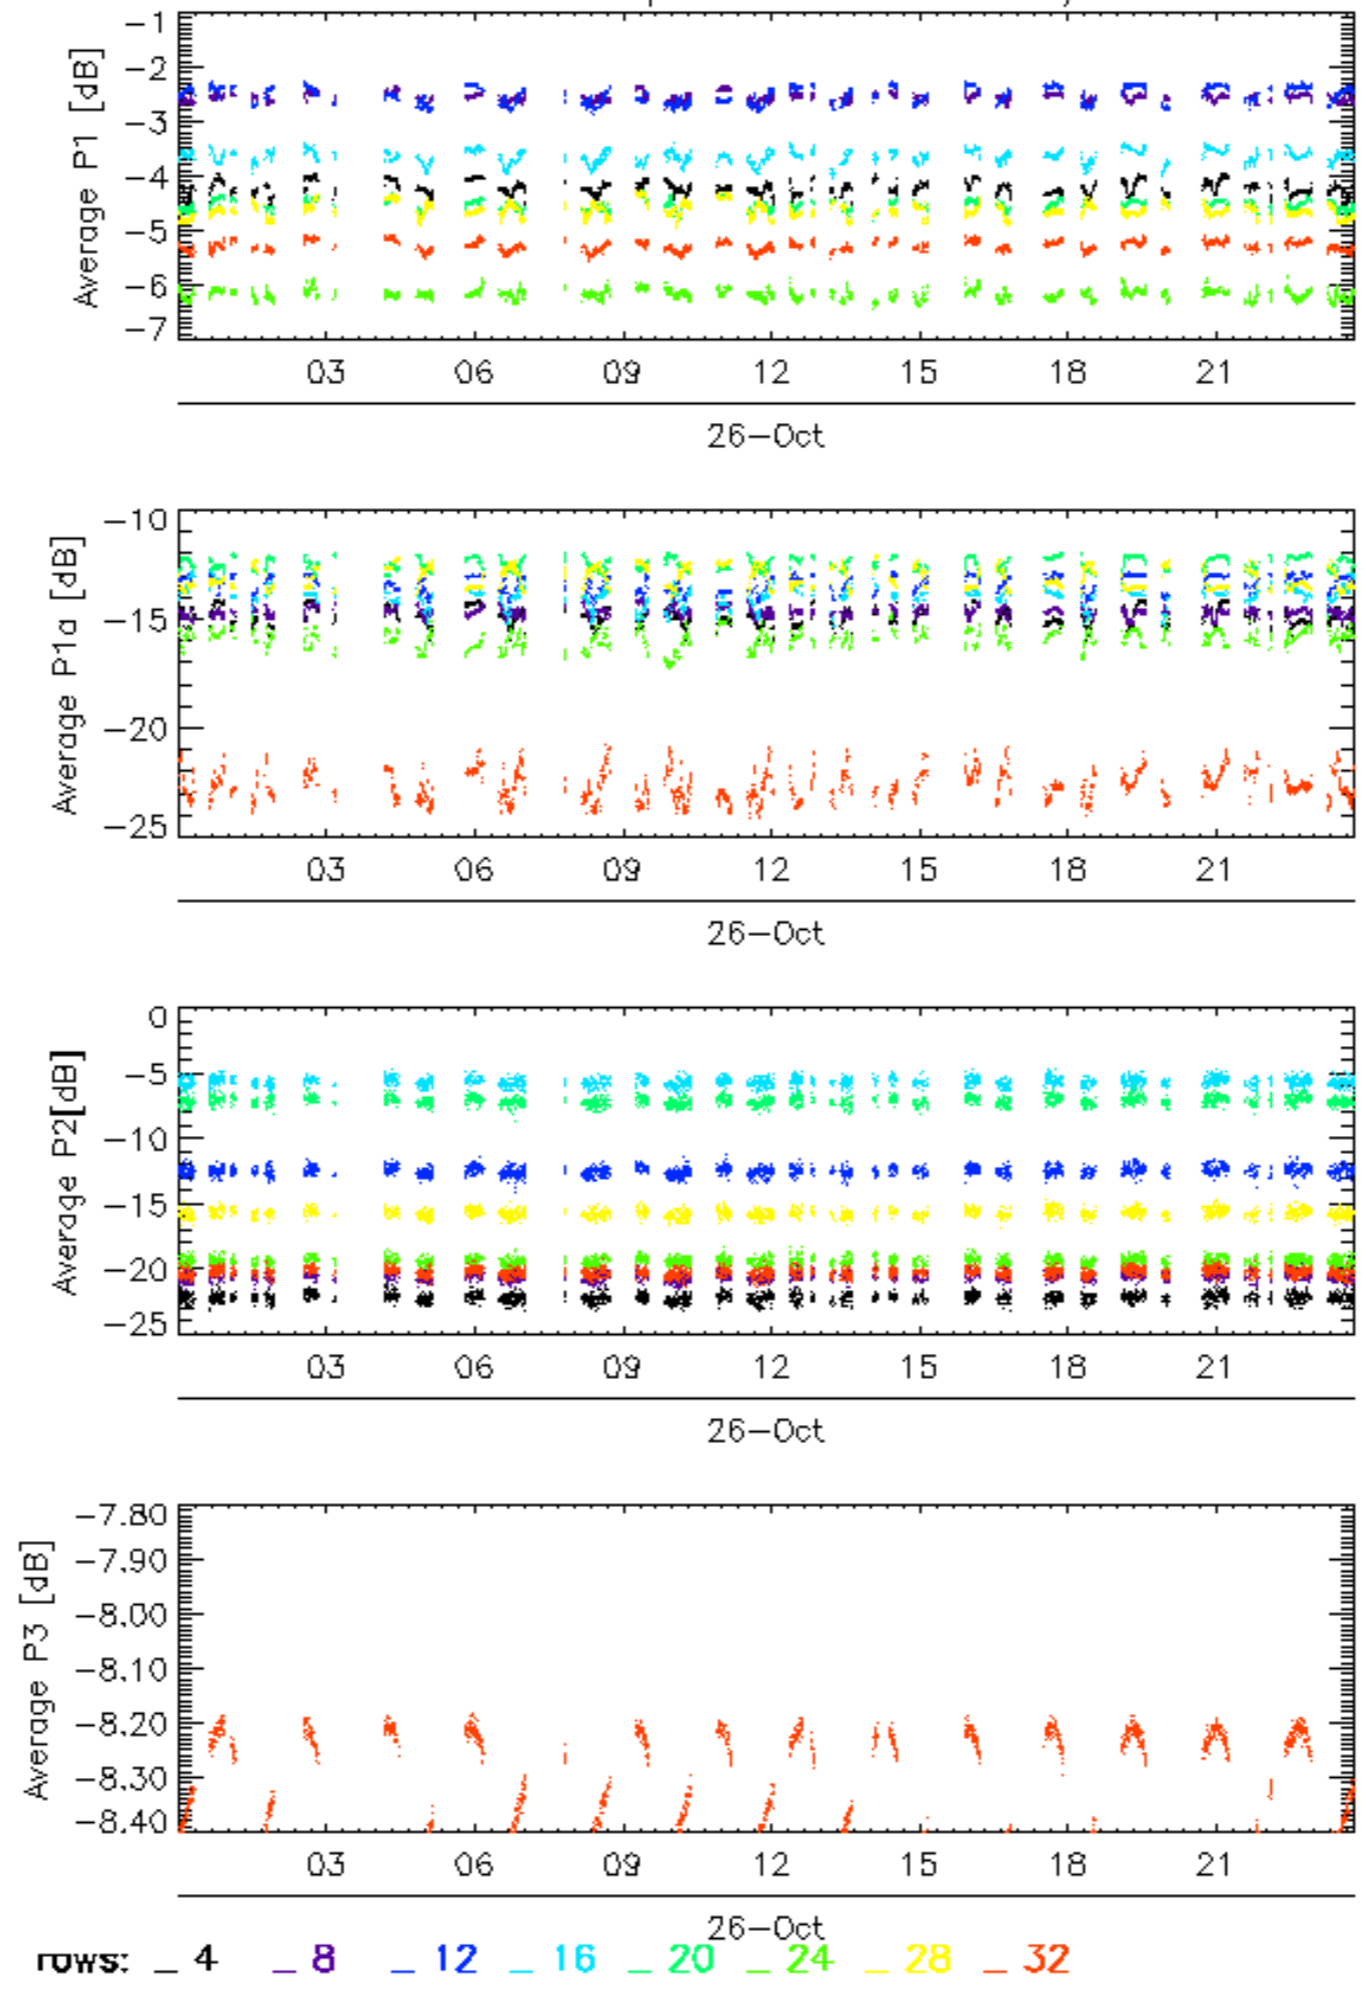 Average P1 [dB]
-1
-2
-3
-4
-5
-6
-7
03 06 09 12 15 18 21
26-Oct
Average P1a [dB]
-10
-15
-20
-25
03 06 09 12 15 18 21
26-Oct
Average P2[dB]
0
-5
-10
-15
-20
-25
03 06 09 12 15 18 21
26-Oct
Average P3 [dB]
-7.80
-7.90
-8.00
-8.10
-8.20
-8.30
-8.40
03 06 09 12 15 18 21
26-Oct
rows: _ 4 _ 8 _ 12 _ 16 _ 20 _ 24 _ 28 _ 32